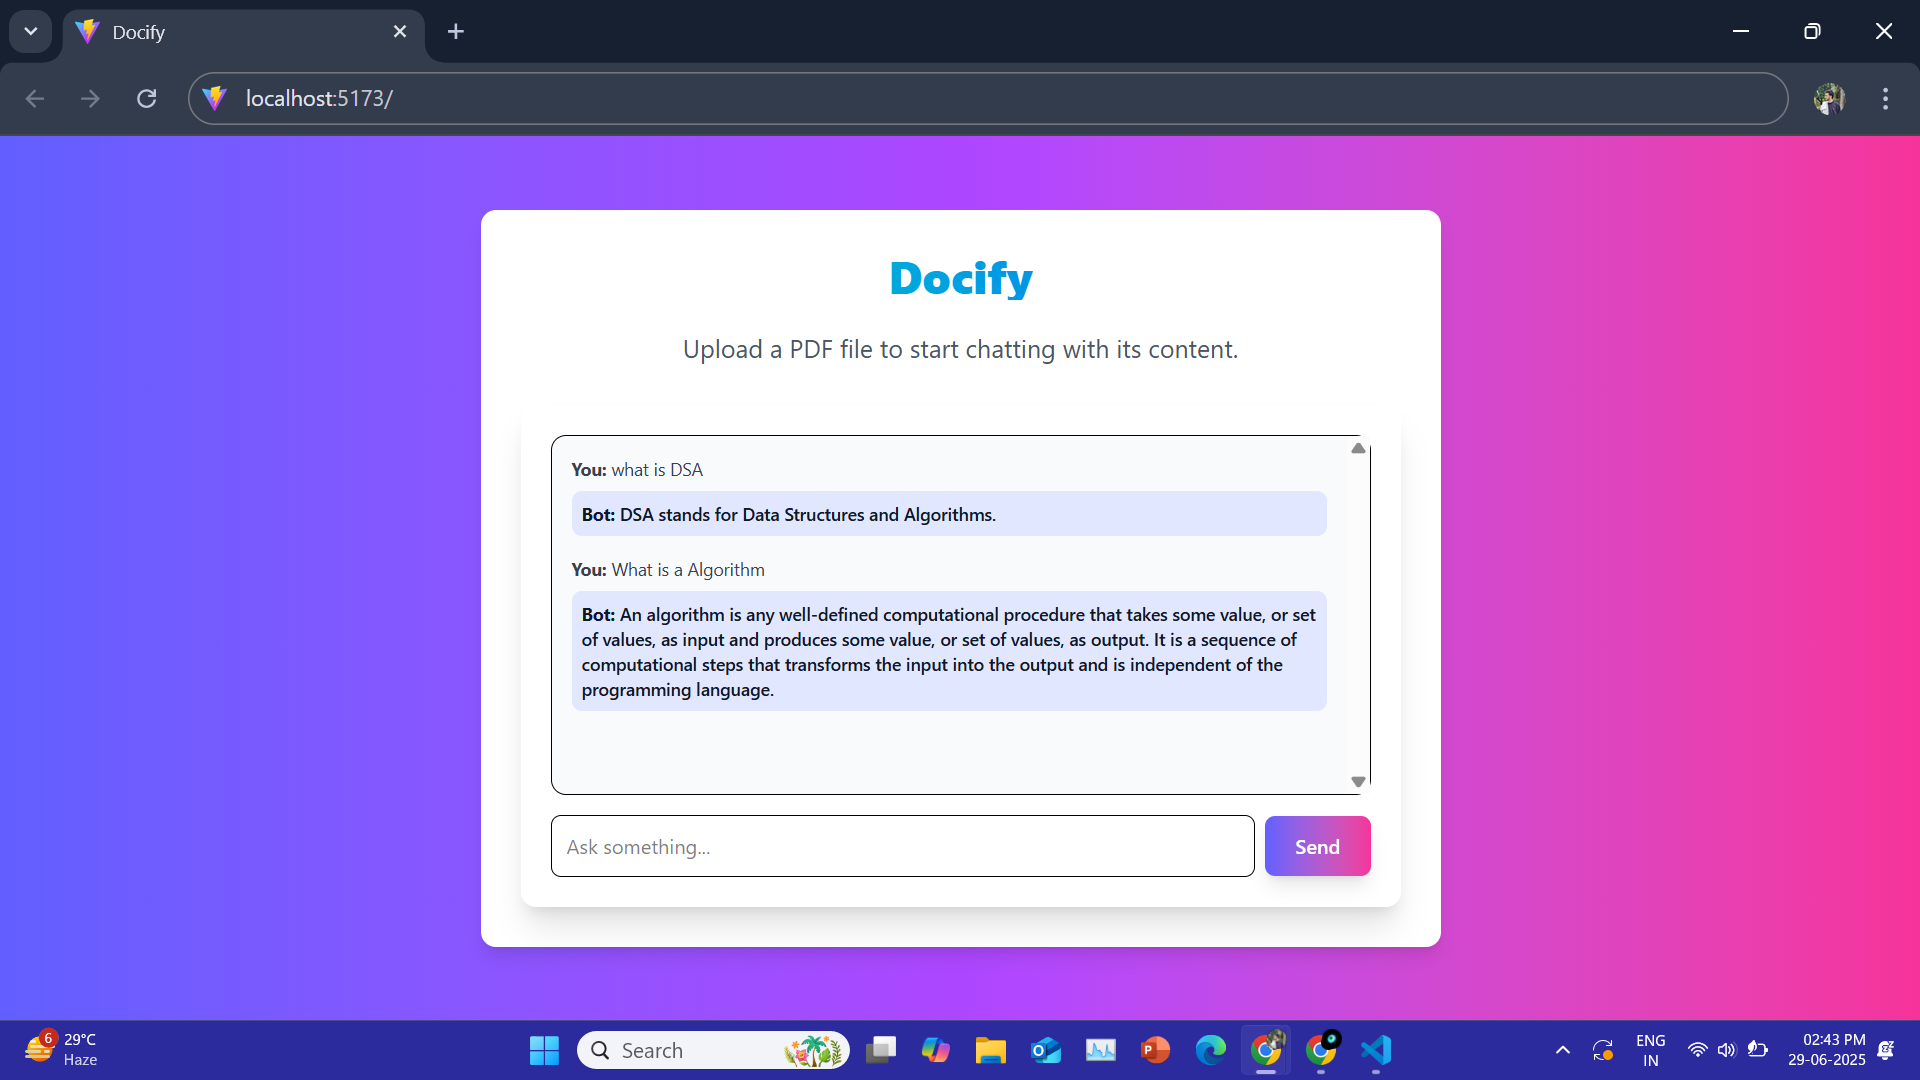 Docify
localhost:5173/
Docify
Upload a PDF file to start chatting with its content.
You: what is DSA
Bot: DSA stands for Data Structures and Algorithms.
You: What is a Algorithm
Bot: An algorithm is any well-defined computational procedure that takes some value, or set
of values, as input and produces some value, or set of values, as output. It is a sequence of
computational steps that transforms the input into the output and is independent of the
programming language.
Ask something...
Send
6
29°C
Haze
Search
ENG
IN
02:43 PM
29-06-2025